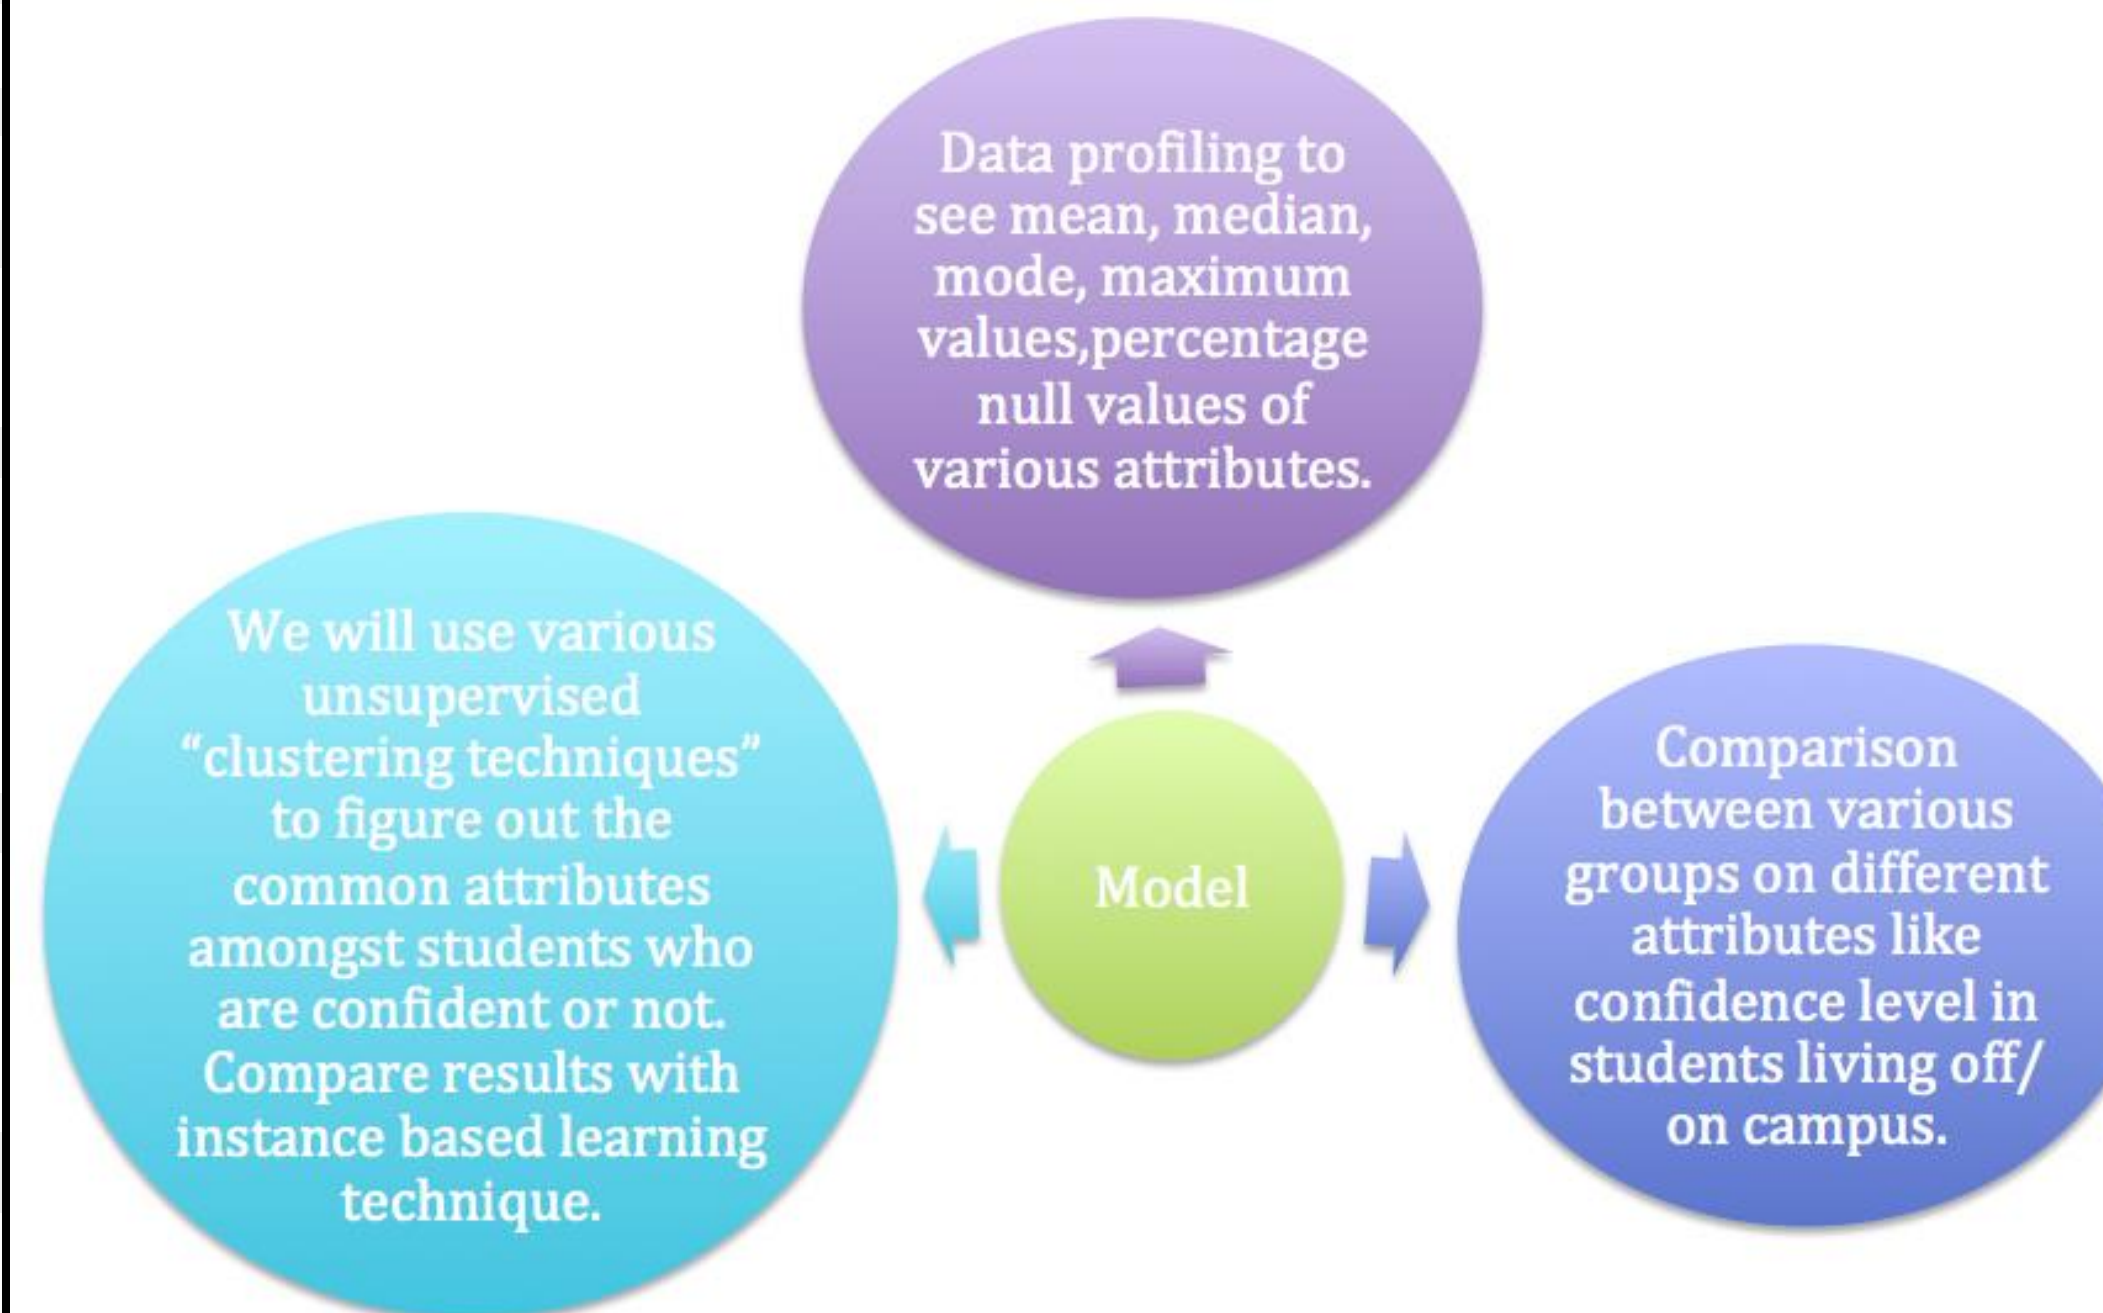 Data profiling to
see mean, median,
mode, maximum
values,percentage
null values of
various attributes.
We will use various
unsupervised
“clustering techniques”
to figure out the
common attributes
amongst students who
are confident or not.
Compare results with
instance based learning
technique.
Model
Comparison
between various
groups on different
attributes like
confidence level in
students living off/
on campus.